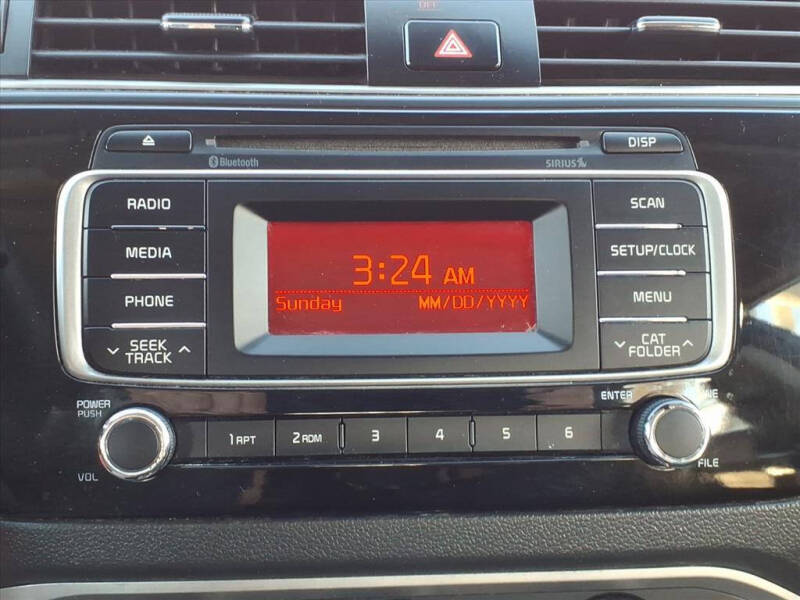 OFF
DISP
Bluetooth
SIRIUS
RADIO
SCAN
MEDIA
SETUP/CLOCK
PHONE
MENU
SEEK
TRACK
CAT
FOLDER
3:24 AM
Sunday MM/DD/YYYY
POWER
PUSH
VOL
1 RPT
2 RDM
3
4
5
6
ENTER
FILE